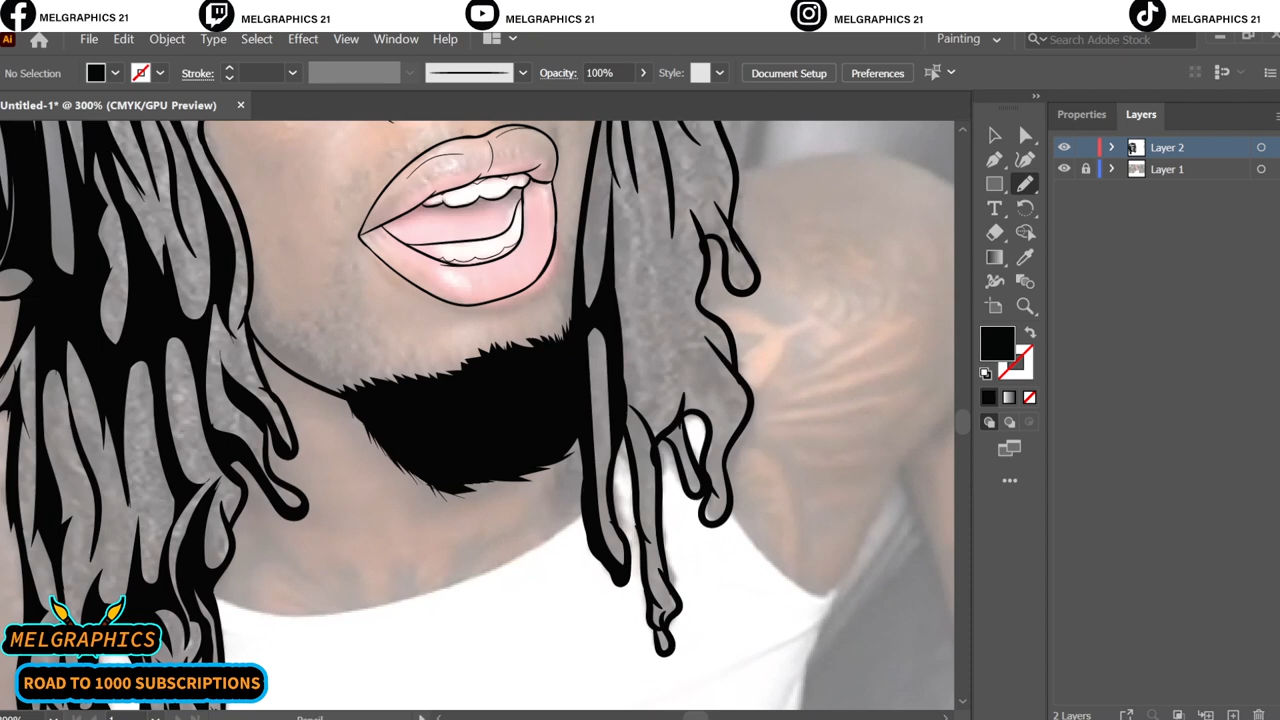 MELGRAPHICS 21
MELGRAPHICS 21
MELGRAPHICS 21
MELGRAPHICS 21
MELGRAPHICS 21
Ai File Edit Object Type Select Effect View Window Help Painting Search Adobe Stock
No Selection Stroke: Opacity: 100% Style: Document Setup Preferences
Untitled-1* @ 300% (CMYK/GPU Preview)
Properties Layers
Layer 2
Layer 1
MELGRAPHICS
ROAD TO 1000 SUBSCRIPTIONS
Pencil
2 Layers